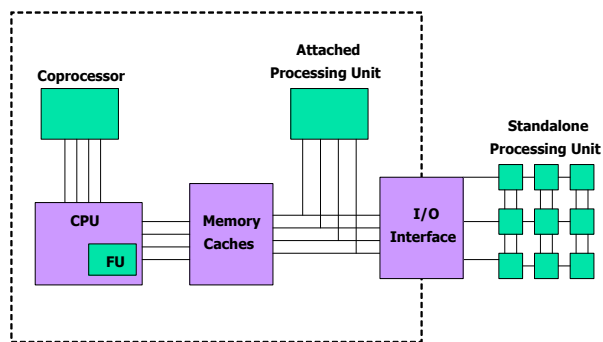 Attached
Processing Unit
Coprocessor
Standalone
Processing Unit
CPU
FU
Memory
Caches
I/O
Interface